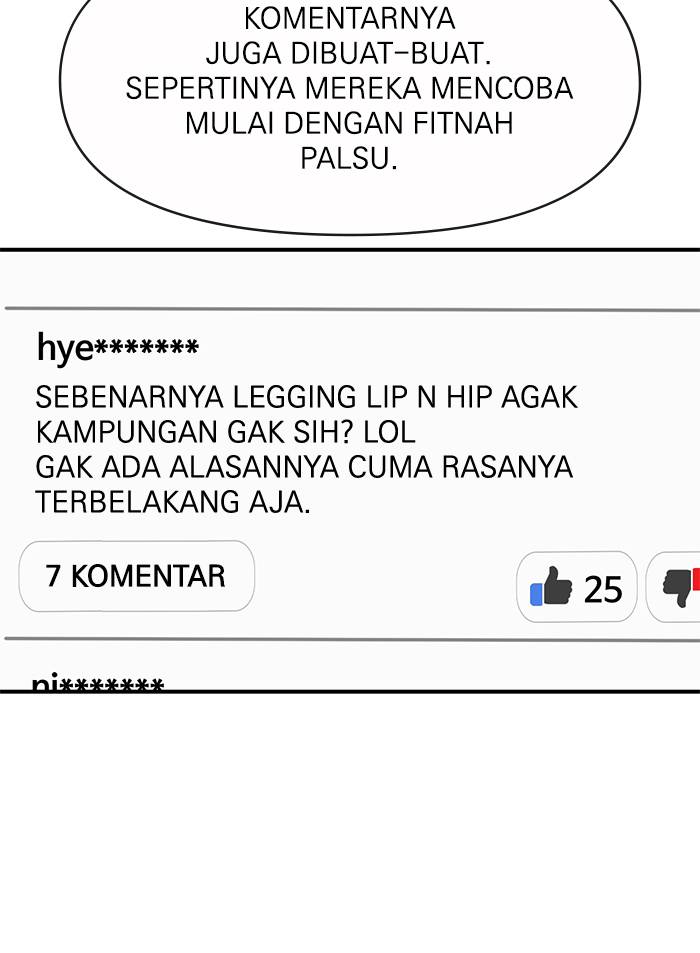 KOMENTARNYA
JUGA DIBUAT-BUAT.
SEPERTINYA MEREKA MENCOBA
MULAI DENGAN FITNAH
PALSU.
hye*******
SEBENARNYA LEGGING LIP N HIP AGAK
KAMPUNGAN GAK SIH? LOL
GAK ADA ALASANNYA CUMA RASANYA
TERBELAKANG AJA.
7 KOMENTAR
25
ni*******